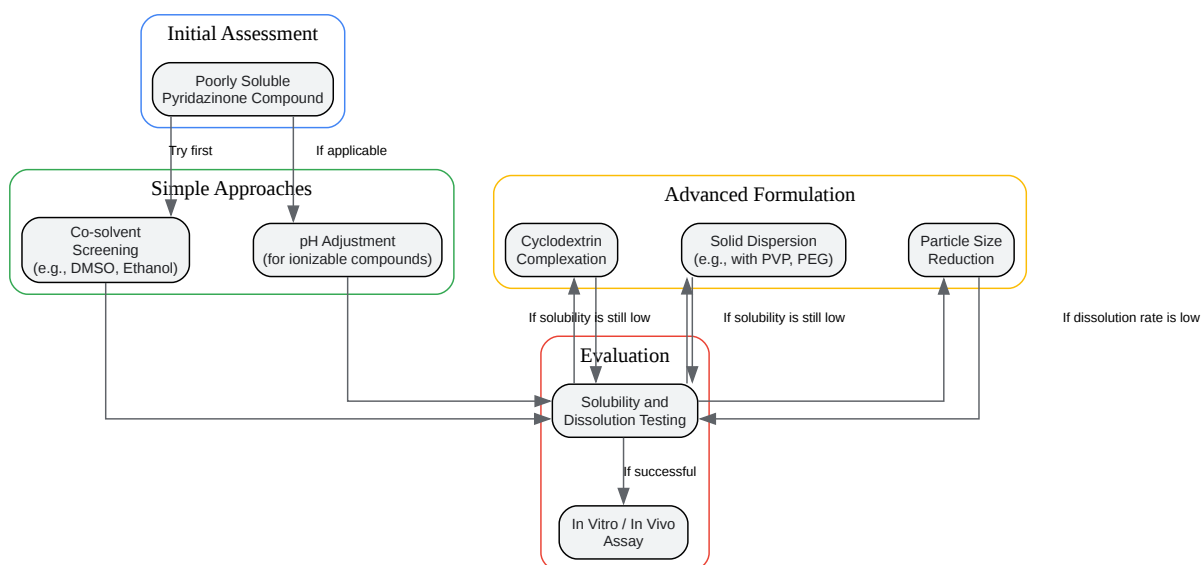 Initial Assessment
Poorly Soluble
Pyridazinone Compound
Try first
If applicable
Simple Approaches
Co-solvent
Screening
(e.g., DMSO, Ethanol)
pH Adjustment
(for ionizable compounds)
Advanced Formulation
Cyclodextrin
Complexation
Solid Dispersion
(e.g., with PVP, PEG)
Particle Size
Reduction
If solubility is still low
If solubility is still low
If dissolution rate is low
Evaluation
Solubility and
Dissolution Testing
If successful
In Vitro / In Vivo
Assay